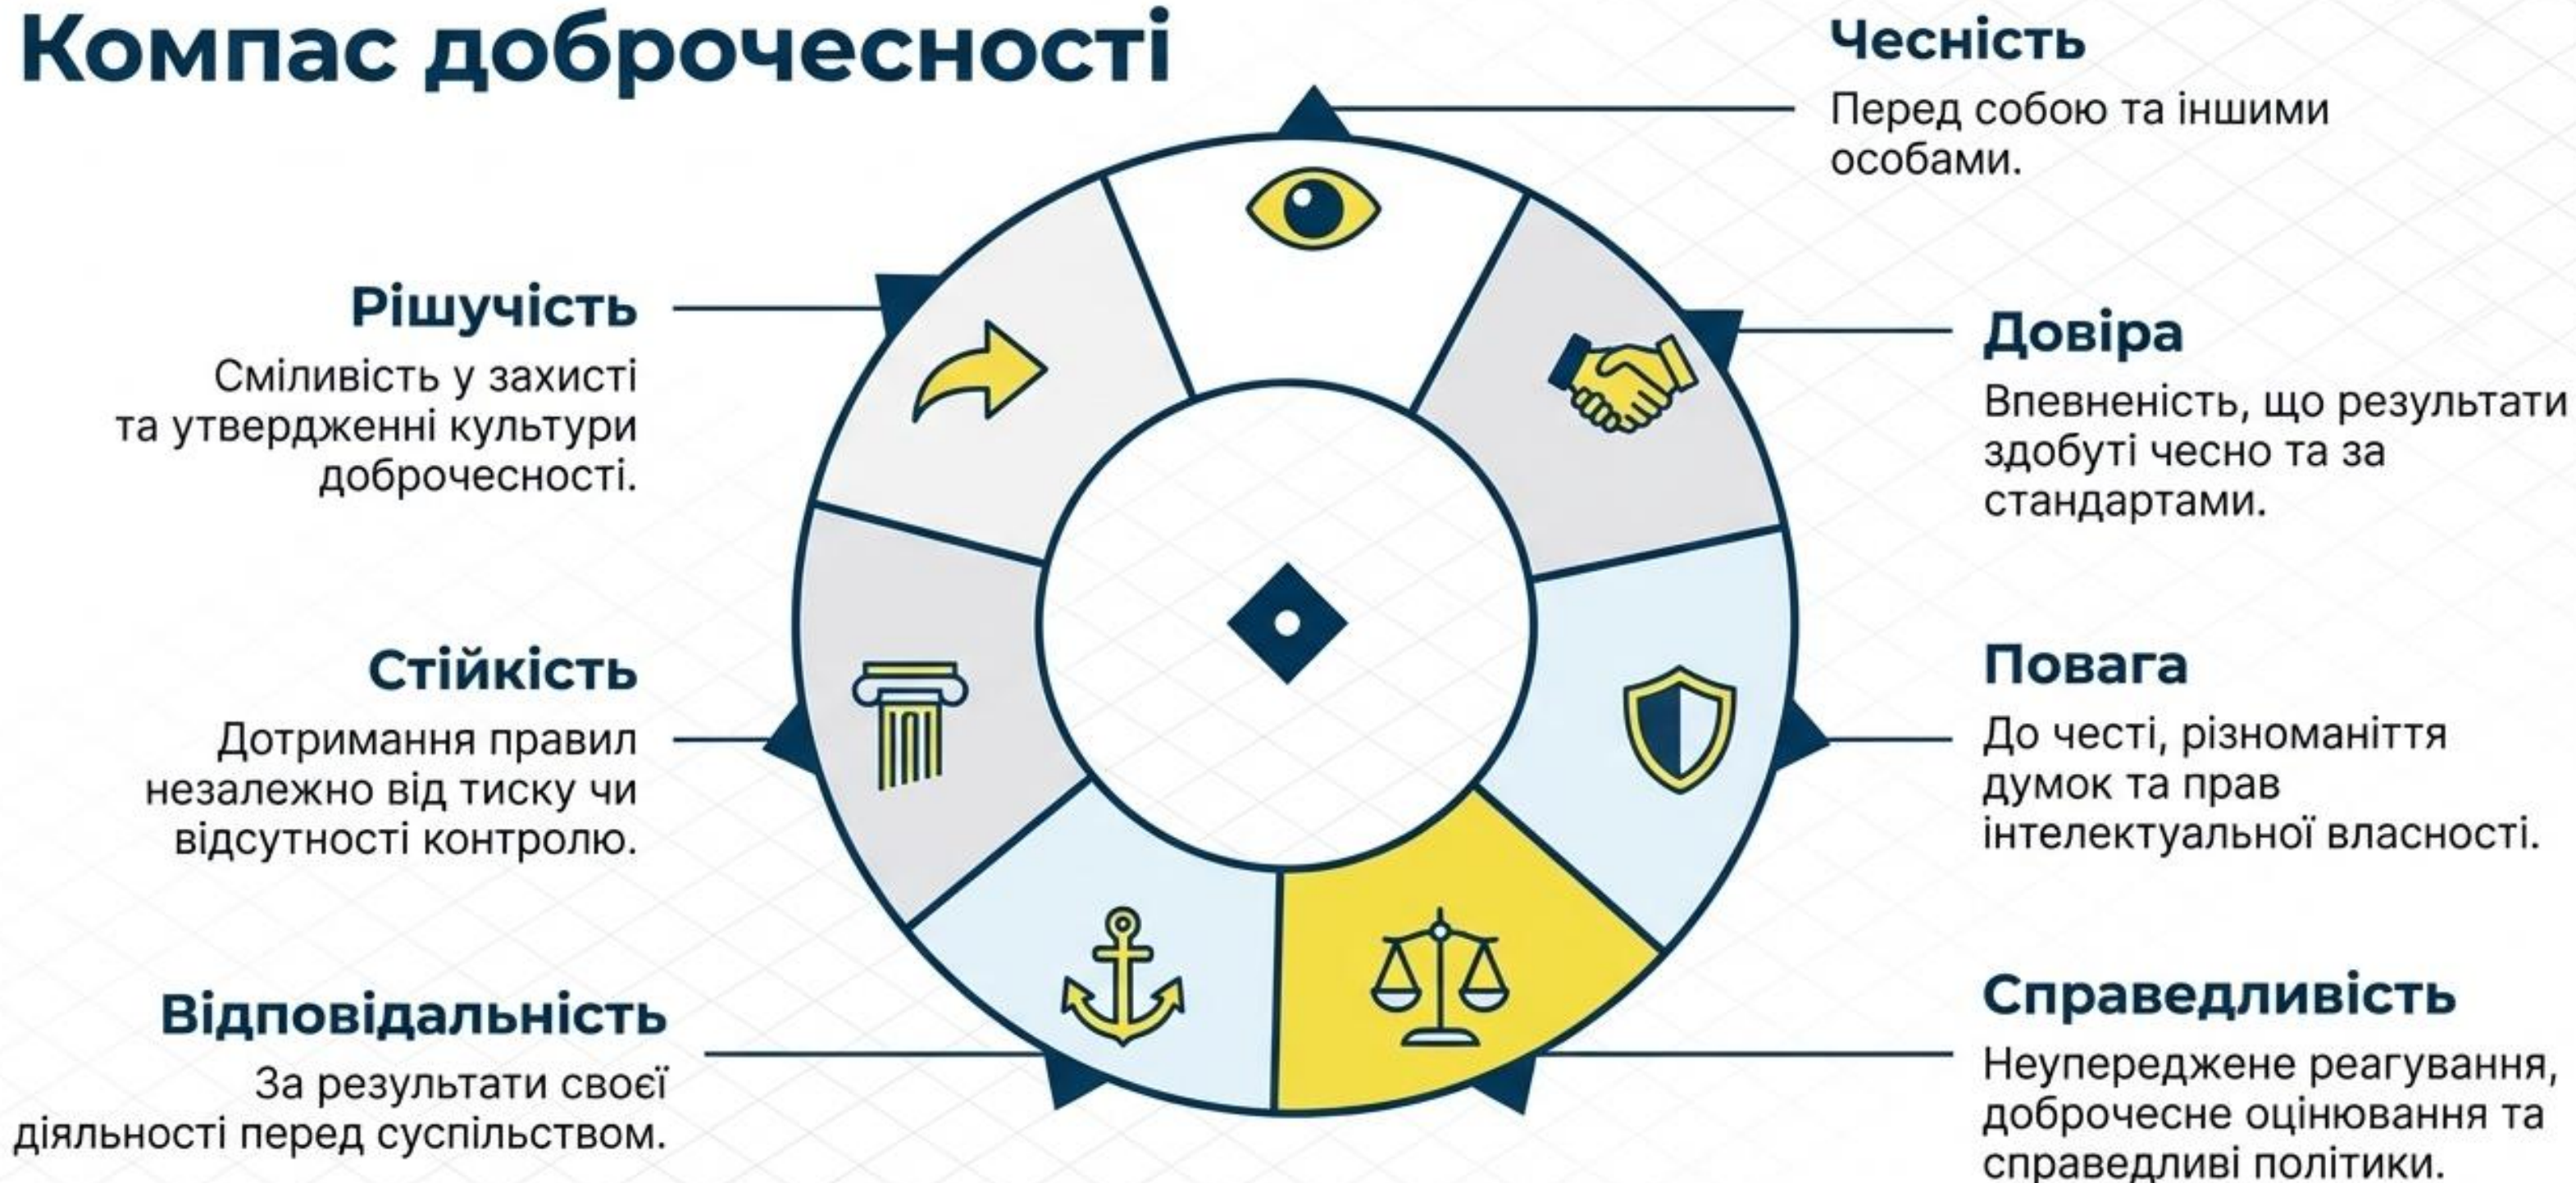 Компас доброчесності
Чесність
Перед собою та іншими
особами.
Довіра
Впевненість, що результати
здобуті чесно та за
стандартами.
Повага
До честі, різноманіття
думок та прав
інтелектуальної власності.
Справедливість
Неупереджене реагування,
доброчесне оцінювання та
справедливі політики.
Відповідальність
За результати своєї
діяльності перед суспільством.
Стійкість
Дотримання правил
незалежно від тиску чи
відсутності контролю.
Рішучість
Сміливість у захисті
та утвердженні культури
доброчесності.